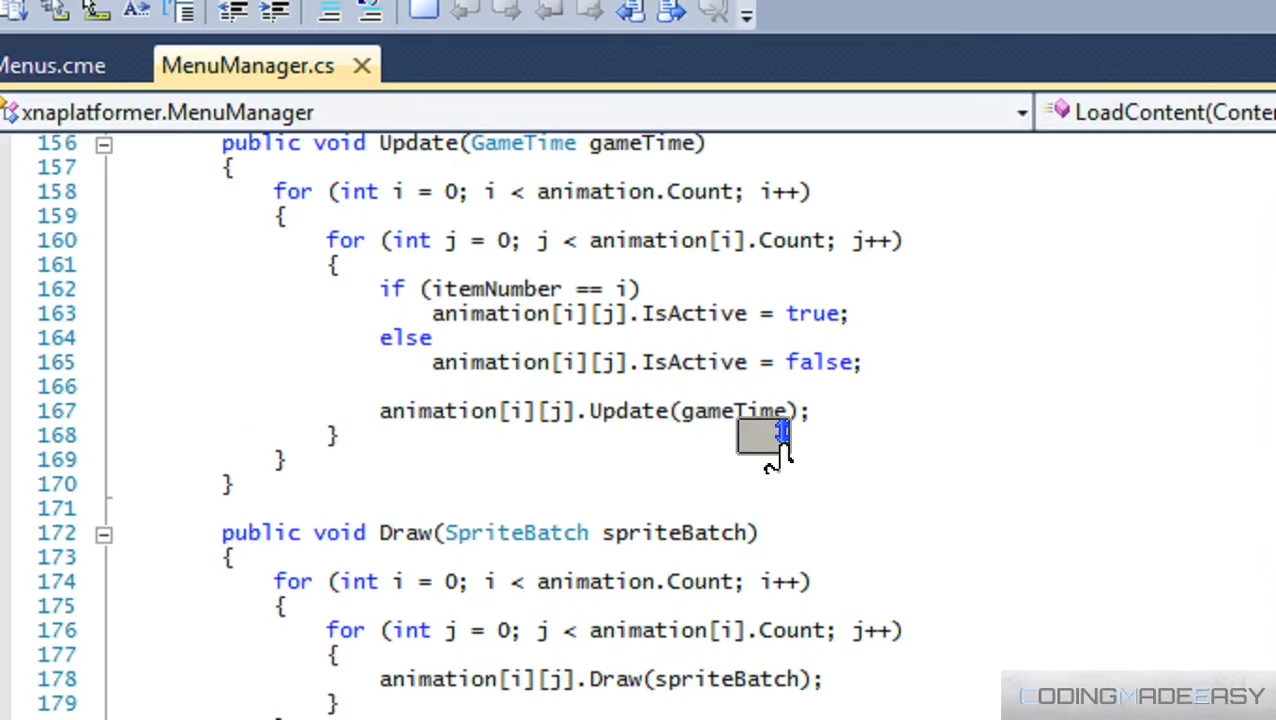 Menus.cme
MenuManager.cs
xnaplatformer.MenuManager
LoadContent(Conte
156 public void Update(GameTime gameTime)
157 {
158 for (int i = 0; i < animation.Count; i++)
159 {
160 for (int j = 0; j < animation[i].Count; j++)
161 {
162 if (itemNumber == i)
163 animation[i][j].IsActive = true;
164 else
165 animation[i][j].IsActive = false;
166
167 animation[i][j].Update(gameTime);
168 }
169 }
170 }
171
172 public void Draw(SpriteBatch spriteBatch)
173 {
174 for (int i = 0; i < animation.Count; i++)
175 {
176 for (int j = 0; j < animation[i].Count; j++)
177 {
178 animation[i][j].Draw(spriteBatch);
179 }
CODINGMADEEASY